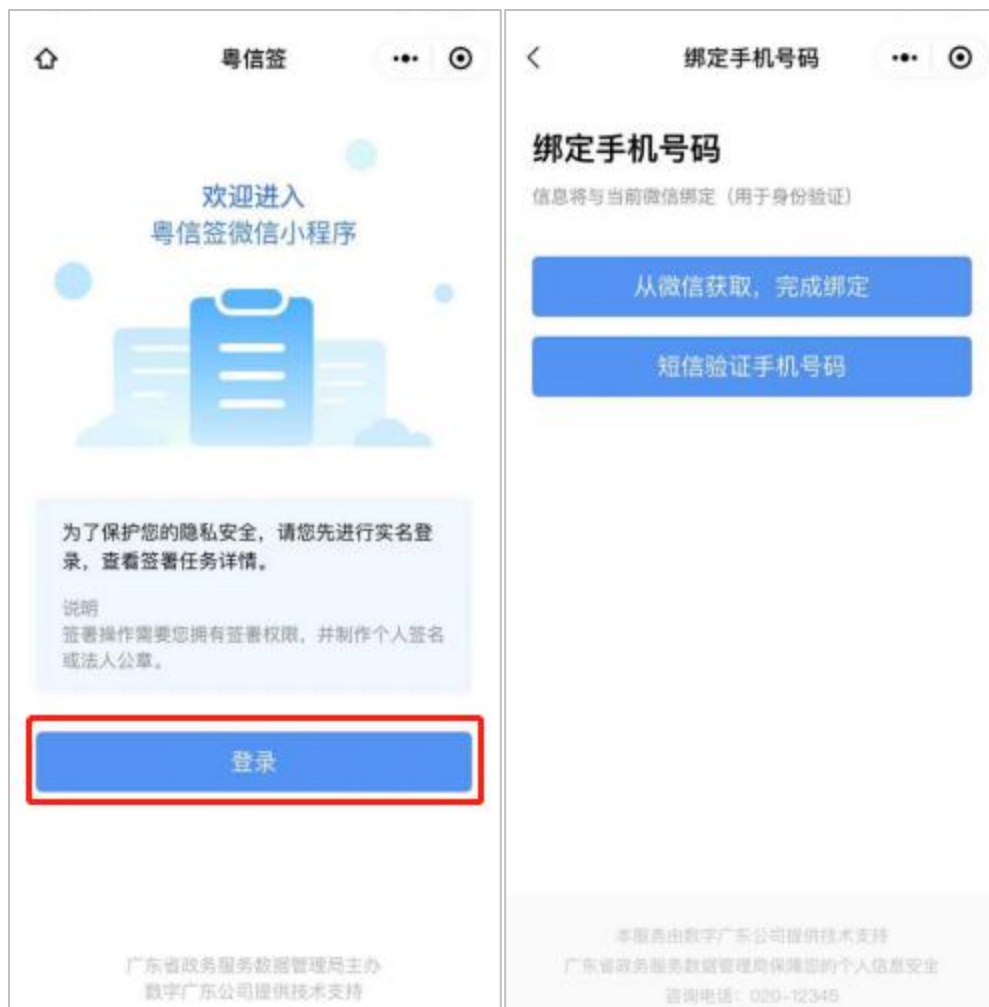 粤信签
欢迎进入
粤信签微信小程序
为了保护您的隐私安全，请您先进行实名登
录，查看签署任务详情。
说明
签署操作需要您拥有签署权限，并制作个人签名
或法人公章。
登录
广东省政务服务数据管理局主办
数字广东公司提供技术支持
绑定手机号码
绑定手机号码
信息将与当前微信绑定（用于身份验证）
从微信获取，完成绑定
短信验证手机号码
本服务由数字广东公司提供技术支持
广东省政务服务数据管理局保障您的个人信息安全
咨询电话：020-12345